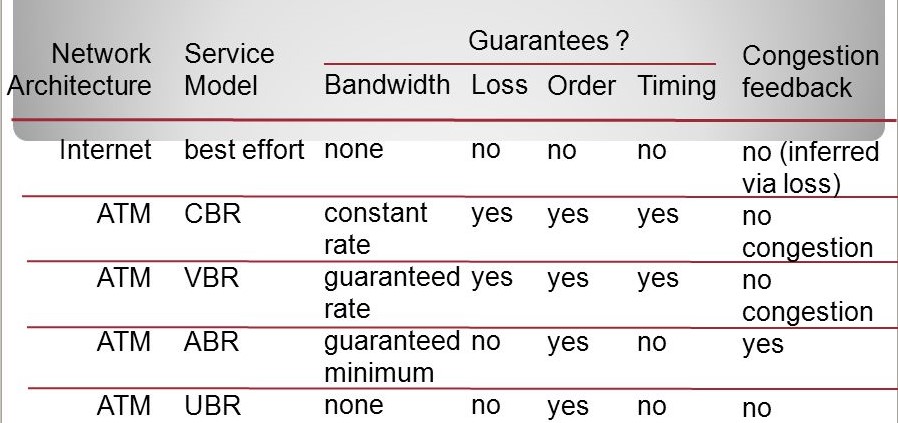 Guarantees ?
Network Service Congestion
Architecture Model Bandwidth Loss Order Timing feedback
Internet best effort none no no no no (inferred
via loss)
ATM CBR constant yes yes yes no
rate congestion
ATM VBR guaranteed yes yes yes no
rate congestion
ATM ABR guaranteed no yes no yes
minimum
ATM UBR none no yes no no